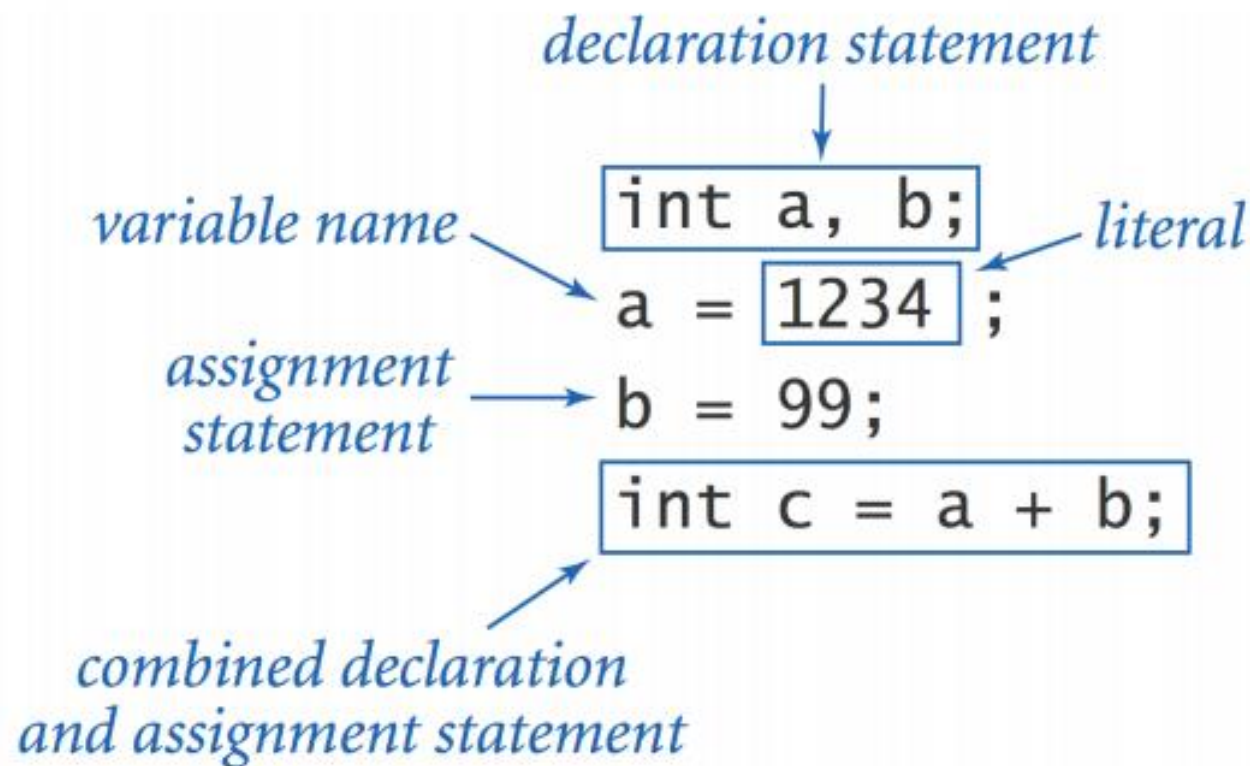 declaration statement
int a, b;
variable name
literal
a = 1234 ;
assignment
statement
b = 99;
int c = a + b;
combined declaration
and assignment statement